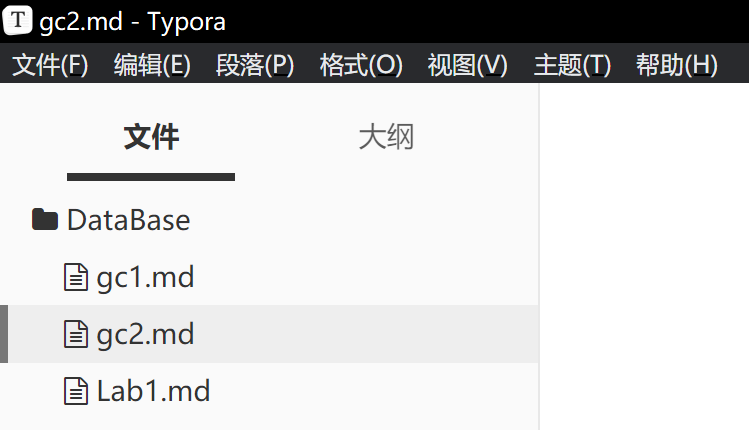 T gc2.md - Typora
文件(F) 编辑(E) 段落(P) 格式(O) 视图(V) 主题(T) 帮助(H)
文件 大纲
DataBase
gc1.md
gc2.md
Lab1.md